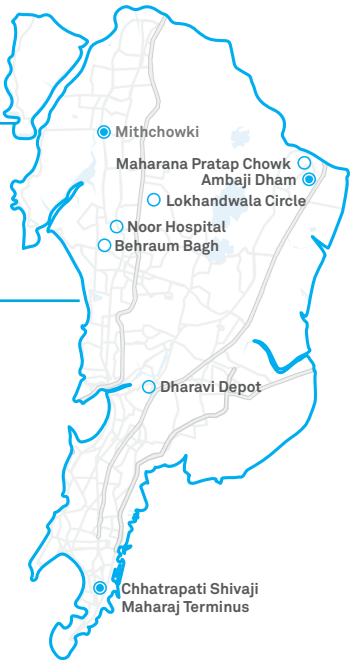 Mithchowki
Maharana Pratap Chowk
Ambaji Dham
Lokhandwala Circle
Noor Hospital
Behraum Bagh
Dharavi Depot
Chhatrapati Shivaji
Maharaj Terminus